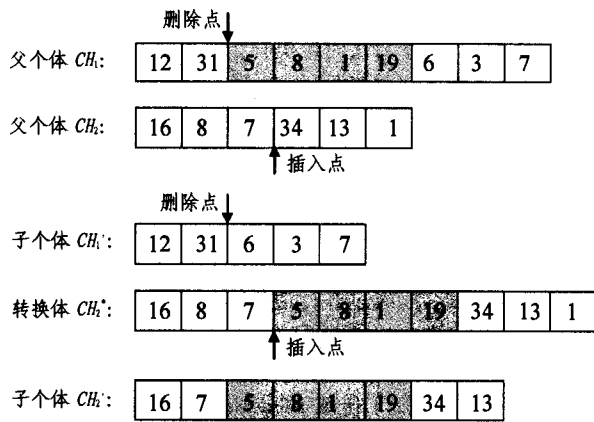 删除点
父个体 CH₁: 12 31 5 8 1 19 6 3 7
父个体 CH₂: 16 8 7 34 13 1
插入点
删除点
子个体 CH₁': 12 31 6 3 7
转换体 CH₂*: 16 8 7 5 8 1 19 34 13 1
插入点
子个体 CH₂': 16 7 5 8 1 19 34 13